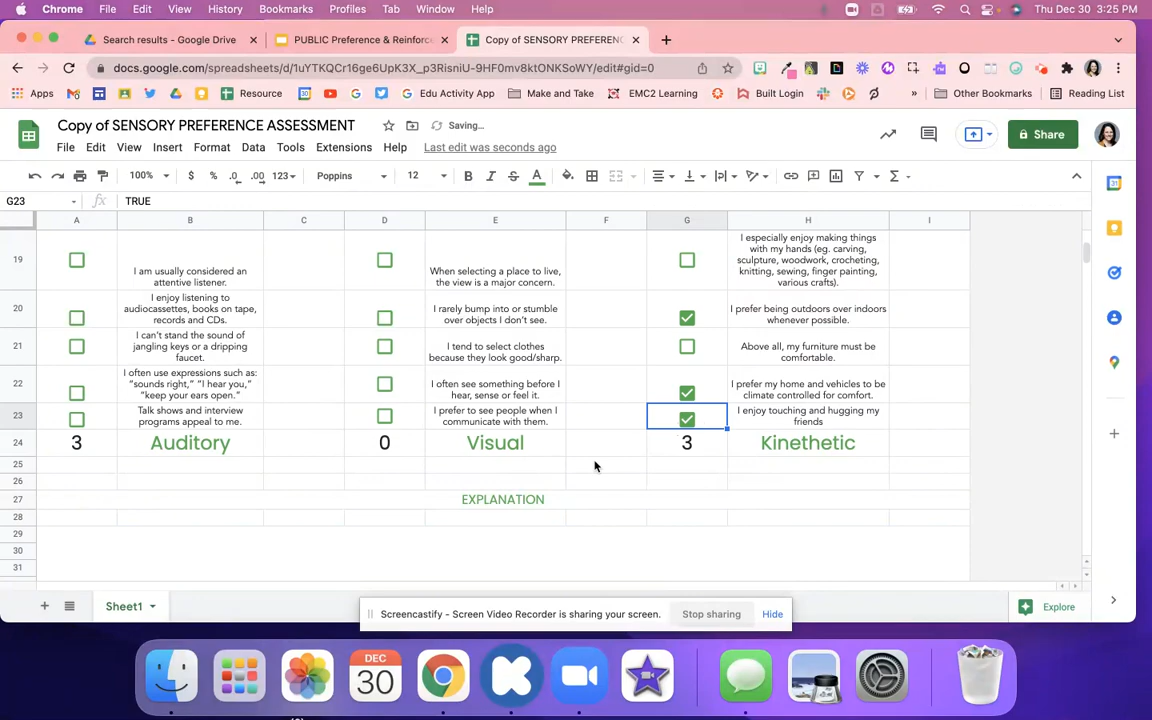 Chrome File Edit View History Bookmarks Profiles Tab Window Help Thu Dec 30 3:25 PM
Search results - Google Drive PUBLIC Preference & Reinforc Copy of SENSORY PREFERENC
docs.google.com/spreadsheets/d/1uYTKQCr16ge6UpK3X_p3RisniU-9HF0mv8ktONKSoWY/edit#gid=0
Apps Resource Edu Activity App Make and Take EMC2 Learning Built Login » Other Bookmarks Reading List
Copy of SENSORY PREFERENCE ASSESSMENT Saving...
Share
File Edit View Insert Format Data Tools Extensions Help Last edit was seconds ago
100% $ % .0 .00 123 Poppins 12 B I S A
G23 fx TRUE
A B C D E F G H I
19
I am usually considered an
attentive listener.
When selecting a place to live,
the view is a major concern.
I especially enjoy making things
with my hands (eg. carving,
sculpture, woodwork, crocheting,
knitting, sewing, finger painting,
various crafts).
20
I enjoy listening to
audiocassettes, books on tape,
records and CDs.
I rarely bump into or stumble
over objects I don't see.
I prefer being outdoors over indoors
whenever possible.
21
I can't stand the sound of
jangling keys or a dripping
faucet.
I tend to select clothes
because they look good/sharp.
Above all, my furniture must be
comfortable.
22
I often use expressions such as:
"sounds right," "I hear you,"
"keep your ears open."
I often see something before I
hear, sense or feel it.
I prefer my home and vehicles to be
climate controlled for comfort.
23
Talk shows and interview
programs appeal to me.
I prefer to see people when I
communicate with them.
I enjoy touching and hugging my
friends
24 3 Auditory 0 Visual 3 Kinethetic
25
26
27 EXPLANATION
28
29
30
31
Sheet1
Explore
Screencastify - Screen Video Recorder is sharing your screen. Stop sharing Hide
DEC
30